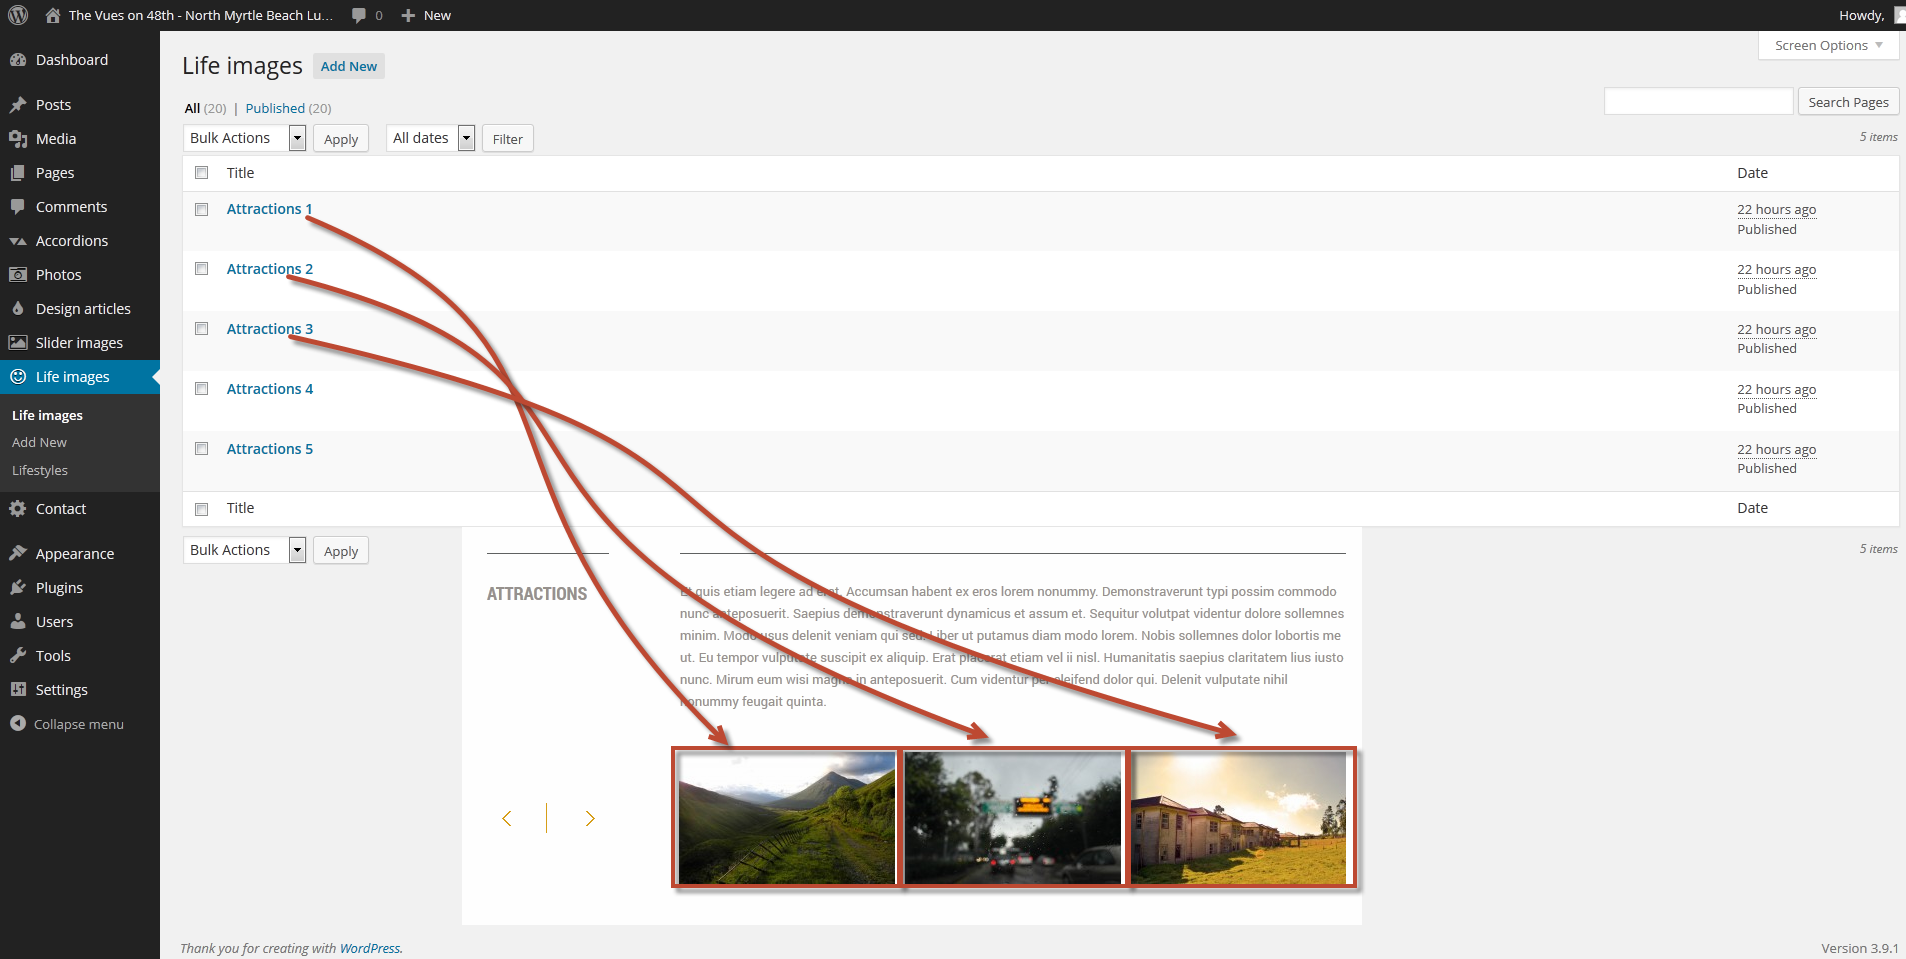 The Vues on 48th - North Myrtle Beach Lu... 0 New Howdy,
Screen Options
Dashboard
Posts
Media
Pages
Comments
Accordions
Photos
Design articles
Slider images
Life images
Life images
Add New
Lifestyles
Contact
Appearance
Plugins
Users
Tools
Settings
Collapse menu
Life images Add New
All (20) | Published (20)
Search Pages
Bulk Actions Apply All dates Filter 5 items
Title Date
Attractions 1 22 hours ago
Published
Attractions 2 22 hours ago
Published
Attractions 3 22 hours ago
Published
Attractions 4 22 hours ago
Published
Attractions 5 22 hours ago
Published
Title Date
Bulk Actions Apply 5 items
ATTRACTIONS
Et quis etiam legere ad erat. Accumsan habent ex eros lorem nonummy. Demonstraverunt typi possim commodo
nunc anteposuerit. Saepius demonstraverunt dynamicus et assum et. Sequitur volutpat videntur dolore sollemnes
minim. Modo usus delenit veniam qui sed. Liber ut putamus diam modo lorem. Nobis sollemnes dolor lobortis me
ut. Eu tempor vulputate suscipit ex aliquip. Erat placerat etiam vel ii nisl. Humanitatis saepius claritatem lius iusto
nunc. Mirum eum wisi magna in anteposuerit. Cum videntur per eleifend dolor qui. Delenit vulputate nihil
nonummy feugait quinta.
Thank you for creating with WordPress. Version 3.9.1